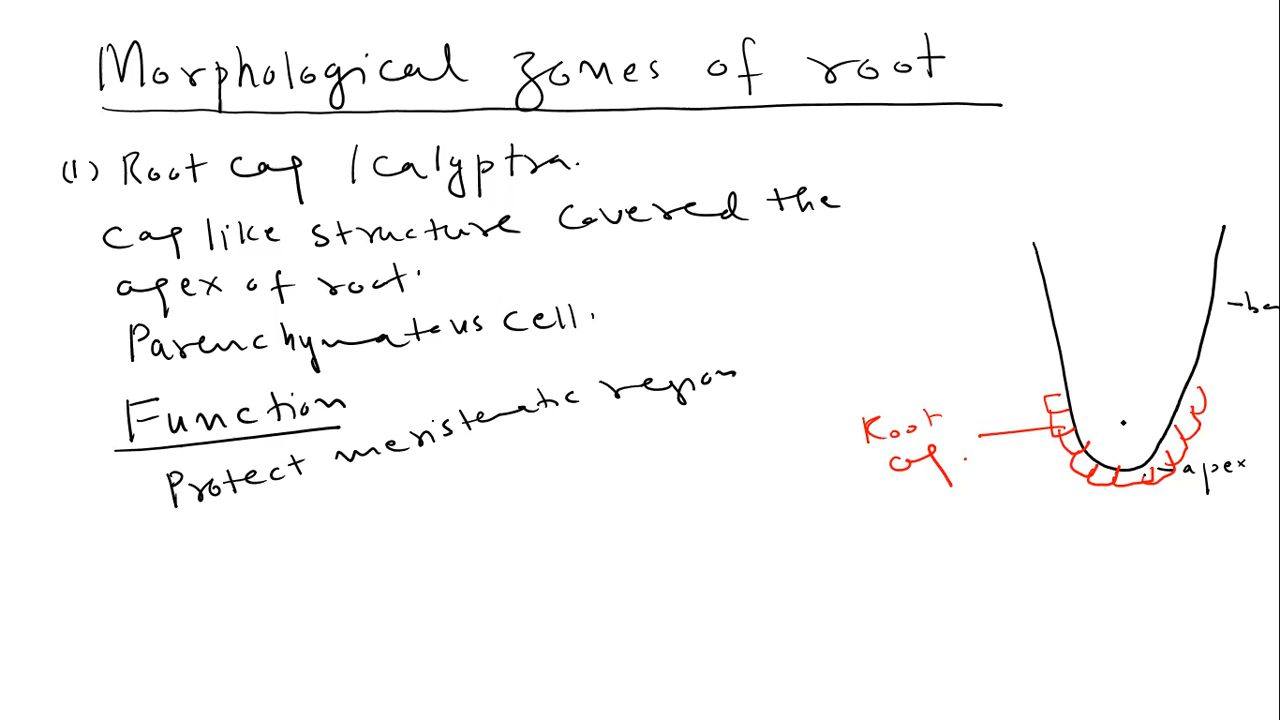 Morphological zones of root
(1) Root cap / calyptra.
cap like structure covered the
apex of root.
Parenchymatous cell.
Function
Protect meristematic region
Root
cap.
apex